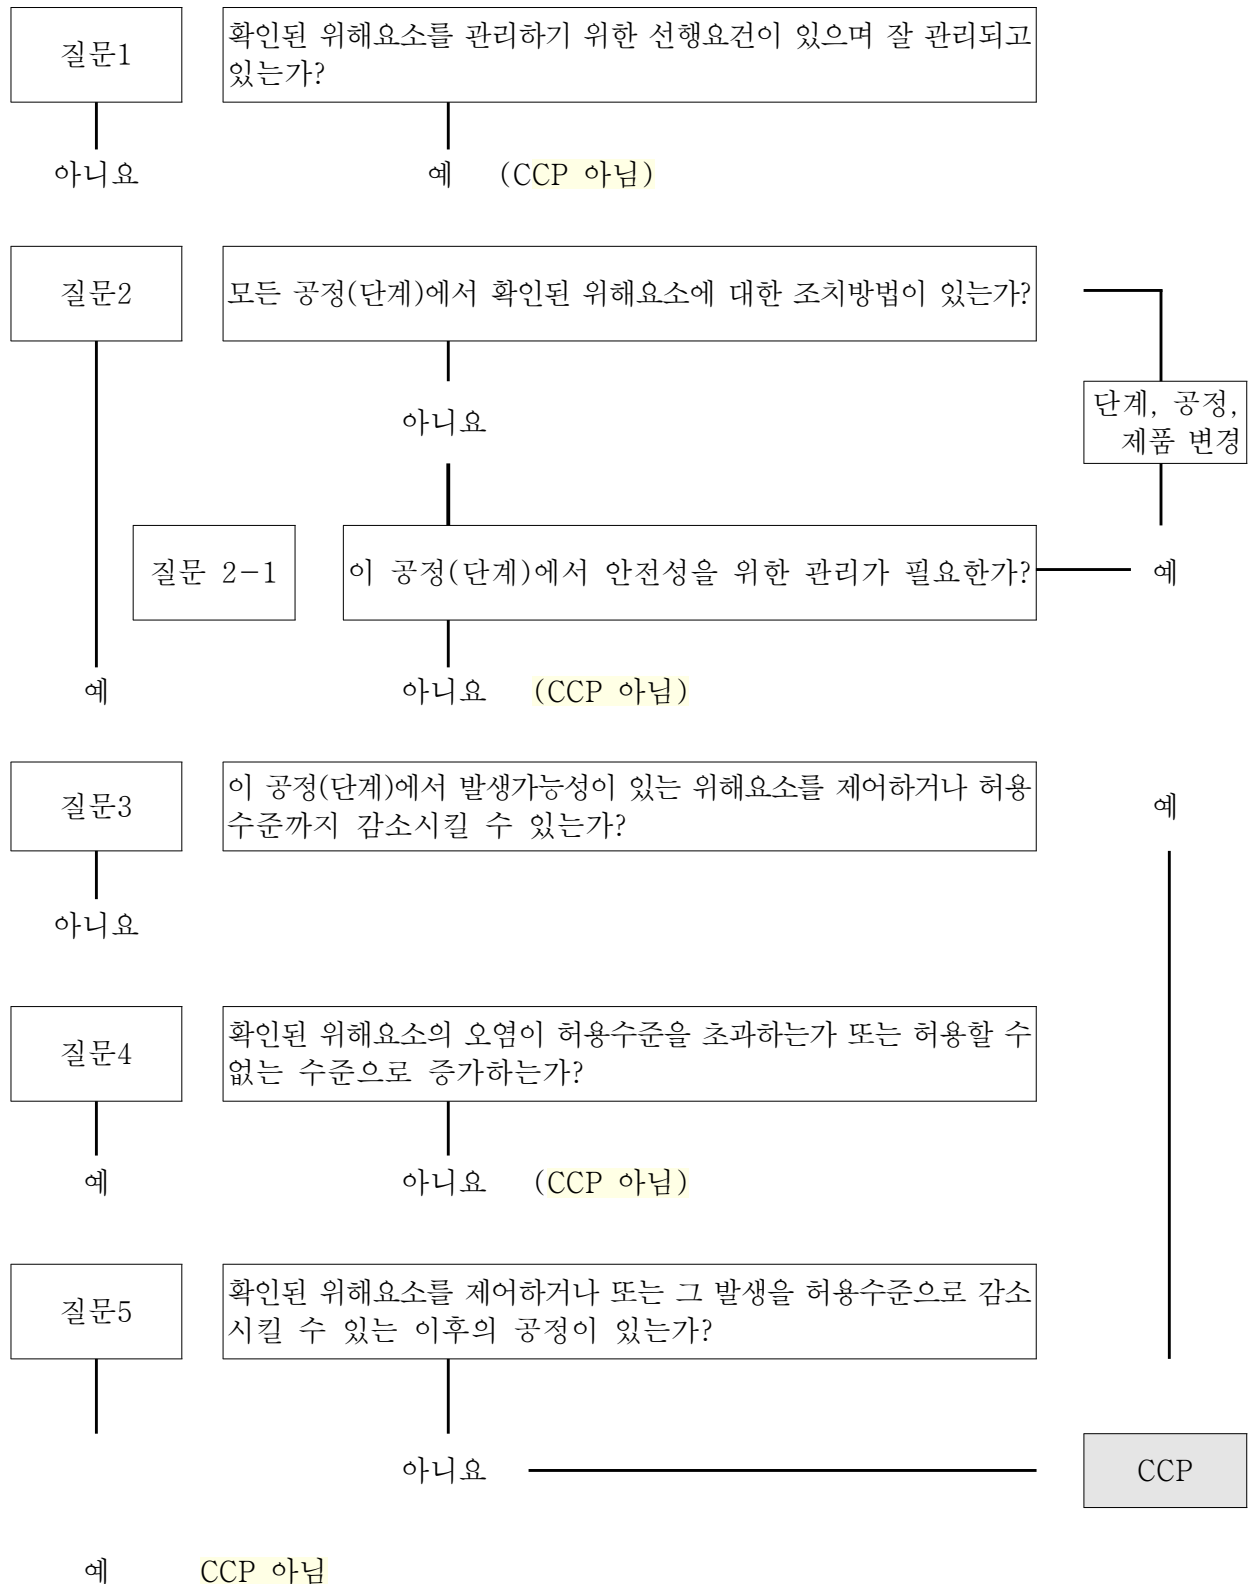 질문1
확인된 위해요소를 관리하기 위한 선행요건이 있으며 잘 관리되고
있는가?
아니요
예 (CCP 아님)
질문2
모든 공정(단계)에서 확인된 위해요소에 대한 조치방법이 있는가?
아니요
단계, 공정,
제품 변경
질문 2-1
이 공정(단계)에서 안전성을 위한 관리가 필요한가?
예
예
아니요 (CCP 아님)
질문3
이 공정(단계)에서 발생가능성이 있는 위해요소를 제어하거나 허용
수준까지 감소시킬 수 있는가?
예
아니요
질문4
확인된 위해요소의 오염이 허용수준을 초과하는가 또는 허용할 수
없는 수준으로 증가하는가?
예
아니요 (CCP 아님)
질문5
확인된 위해요소를 제어하거나 또는 그 발생을 허용수준으로 감소
시킬 수 있는 이후의 공정이 있는가?
아니요
CCP
예 CCP 아님